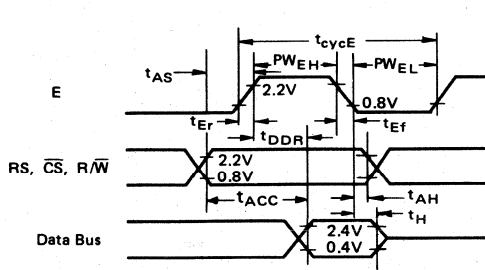 tcycE
PWEH
PWEL
tAS
E
2.2V
0.8V
tEr
tEf
tDDR
RS, C̅S̅, R/W̅
2.2V
0.8V
tACC
tAH
tH
Data Bus
2.4V
0.4V